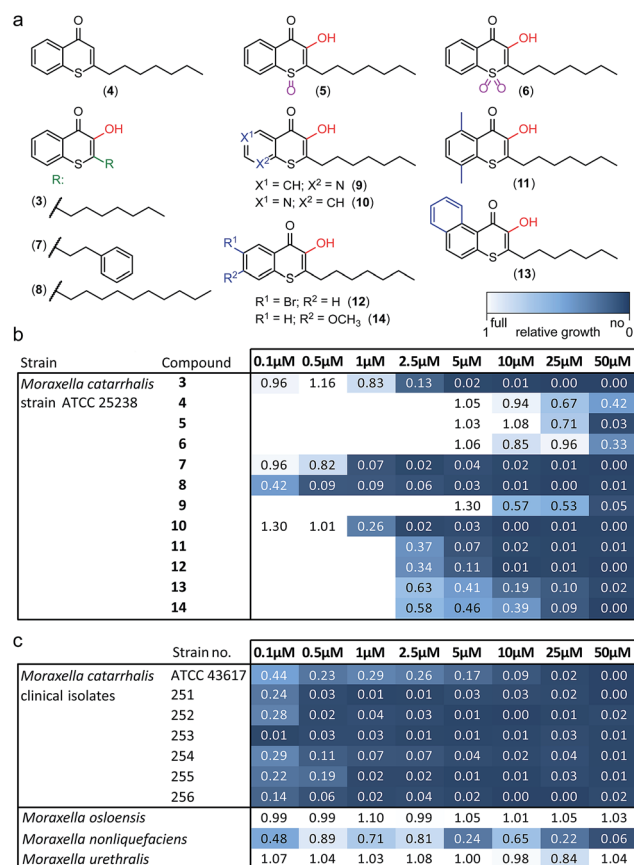 a
O
S
(4)
O
OH
S
O
(5)
O
OH
S
O O
(6)
O
OH
S
R
R:
(3)
(7)
(8)
X¹
X²
O
OH
S
X¹ = CH; X² = N (9)
X¹ = N; X² = CH (10)
O
OH
S
(11)
R¹
R²
O
OH
S
R¹ = Br; R² = H (12)
R¹ = H; R² = OCH₃ (14)
O
OH
S
(13)
full no
1 relative growth 0
b
Strain Compound 0.1µM 0.5µM 1µM 2.5µM 5µM 10µM 25µM 50µM
Moraxella catarrhalis 3 0.96 1.16 0.83 0.13 0.02 0.01 0.00 0.00
strain ATCC 25238 4 1.05 0.94 0.67 0.42
5 1.03 1.08 0.71 0.03
6 1.06 0.85 0.96 0.33
7 0.96 0.82 0.07 0.02 0.04 0.02 0.01 0.00
8 0.42 0.09 0.09 0.06 0.03 0.01 0.00 0.01
9 1.30 0.57 0.53 0.05
10 1.30 1.01 0.26 0.02 0.03 0.00 0.01 0.00
11 0.37 0.07 0.02 0.01 0.01
12 0.34 0.11 0.01 0.01 0.00
13 0.63 0.41 0.19 0.10 0.02
14 0.58 0.46 0.39 0.09 0.00
c
Strain no. 0.1µM 0.5µM 1µM 2.5µM 5µM 10µM 25µM 50µM
Moraxella catarrhalis ATCC 43617 0.44 0.23 0.29 0.26 0.17 0.09 0.02 0.00
clinical isolates 251 0.24 0.03 0.01 0.01 0.03 0.03 0.02 0.00
252 0.28 0.02 0.04 0.03 0.01 0.00 0.01 0.02
253 0.01 0.03 0.03 0.01 0.01 0.01 0.03 0.01
254 0.29 0.11 0.07 0.07 0.04 0.02 0.04 0.01
255 0.22 0.19 0.02 0.02 0.01 0.01 0.03 0.01
256 0.14 0.06 0.02 0.04 0.02 0.00 0.00 0.02
Moraxella osloensis 0.99 0.99 1.10 0.99 1.05 1.01 1.05 1.03
Moraxella nonliquefaciens 0.48 0.89 0.71 0.81 0.24 0.65 0.22 0.06
Moraxella urethralis 1.07 1.04 1.03 1.08 1.00 0.98 0.84 1.04